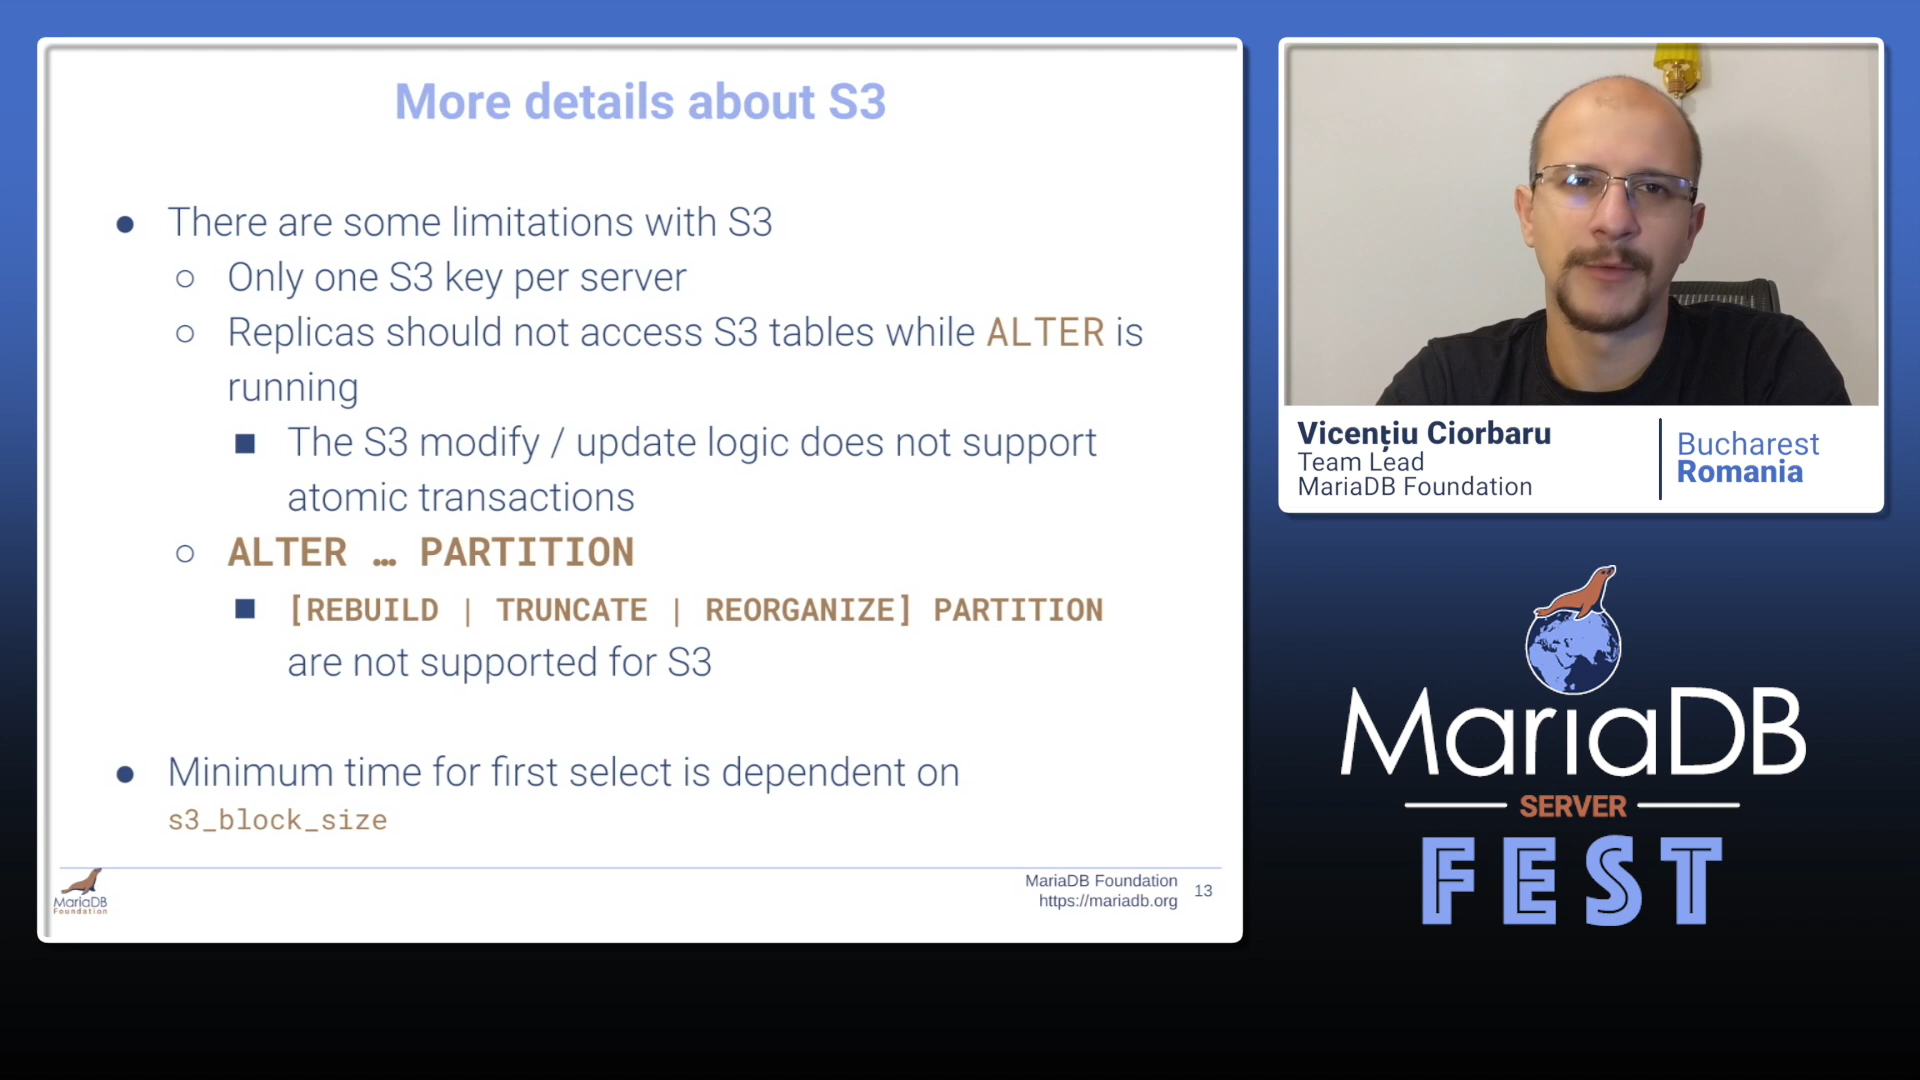 More details about S3
● There are some limitations with S3
○ Only one S3 key per server
○ Replicas should not access S3 tables while ALTER is
running
■ The S3 modify / update logic does not support
atomic transactions
○ ALTER … PARTITION
■ [REBUILD | TRUNCATE | REORGANIZE] PARTITION
are not supported for S3
● Minimum time for first select is dependent on
s3_block_size
MariaDB
Foundation
MariaDB Foundation
https://mariadb.org
13
Vicențiu Ciorbaru
Team Lead
MariaDB Foundation
Bucharest
Romania
MariaDB
SERVER
FEST